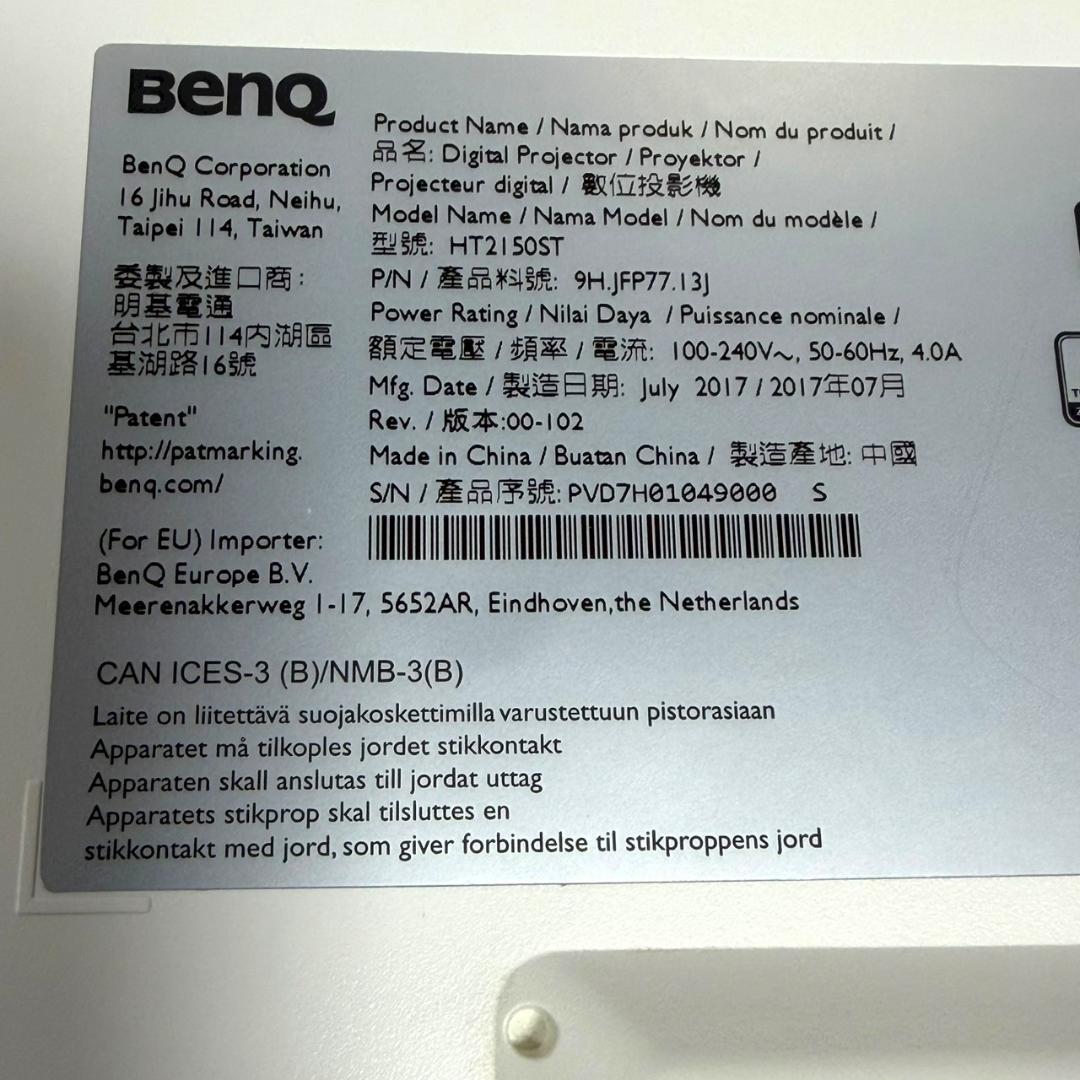 BenQ
BenQ Corporation
16 Jihu Road, Neihu,
Taipei 114, Taiwan
委製及進口商:
明基電通
台北市114內湖區
基湖路16號
"Patent"
http://patmarking.
benq.com/
(For EU) Importer:
BenQ Europe B.V.
Meerenakkerweg 1-17, 5652AR, Eindhoven,the Netherlands
Product Name / Nama produk / Nom du produit /
品名: Digital Projector / Proyektor /
Projecteur digital / 數位投影機
Model Name / Nama Model / Nom du modèle /
型號: HT2150ST
P/N / 產品料號: 9H.JFP77.13J
Power Rating / Nilai Daya / Puissance nominale /
額定電壓 / 頻率 / 電流: 100-240V~, 50-60Hz, 4.0A
Mfg. Date / 製造日期: July 2017 / 2017年07月
Rev. / 版本:00-102
Made in China / Buatan China / 製造產地: 中國
S/N / 產品序號: PVD7H01049000 S
CAN ICES-3 (B)/NMB-3(B)
Laite on liitettävä suojakoskettimilla varustettuun pistorasiaan
Apparatet må tilkoples jordet stikkontakt
Apparaten skall anslutas till jordat uttag
Apparatets stikprop skal tilsluttes en
stikkontakt med jord, som giver forbindelse til stikproppens jord